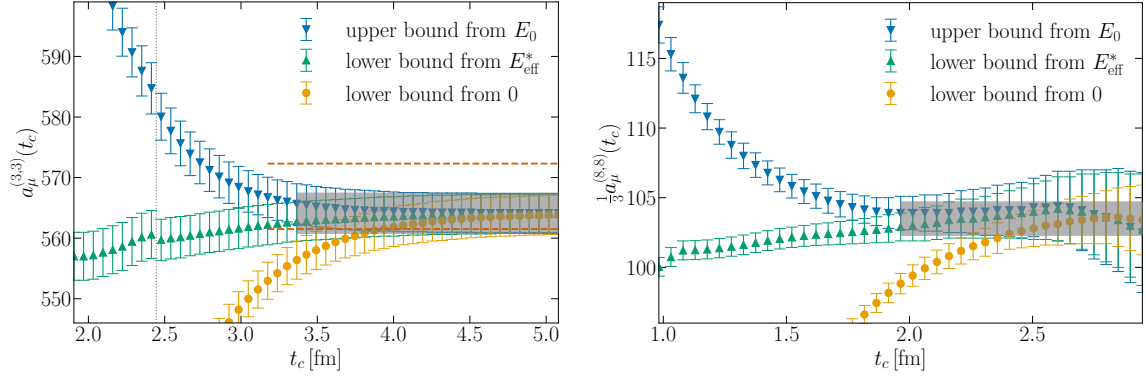 590
580
570
560
550
2.0
2.5
3.0
3.5
4.0
4.5
5.0
t_c [fm]
a_μ^{(3,3)}(t_c)
upper bound from E_0
lower bound from E_eff^*
lower bound from 0
115
110
105
100
1.0
1.5
2.0
2.5
t_c [fm]
1/3 a_μ^{(8,8)}(t_c)
upper bound from E_0
lower bound from E_eff^*
lower bound from 0